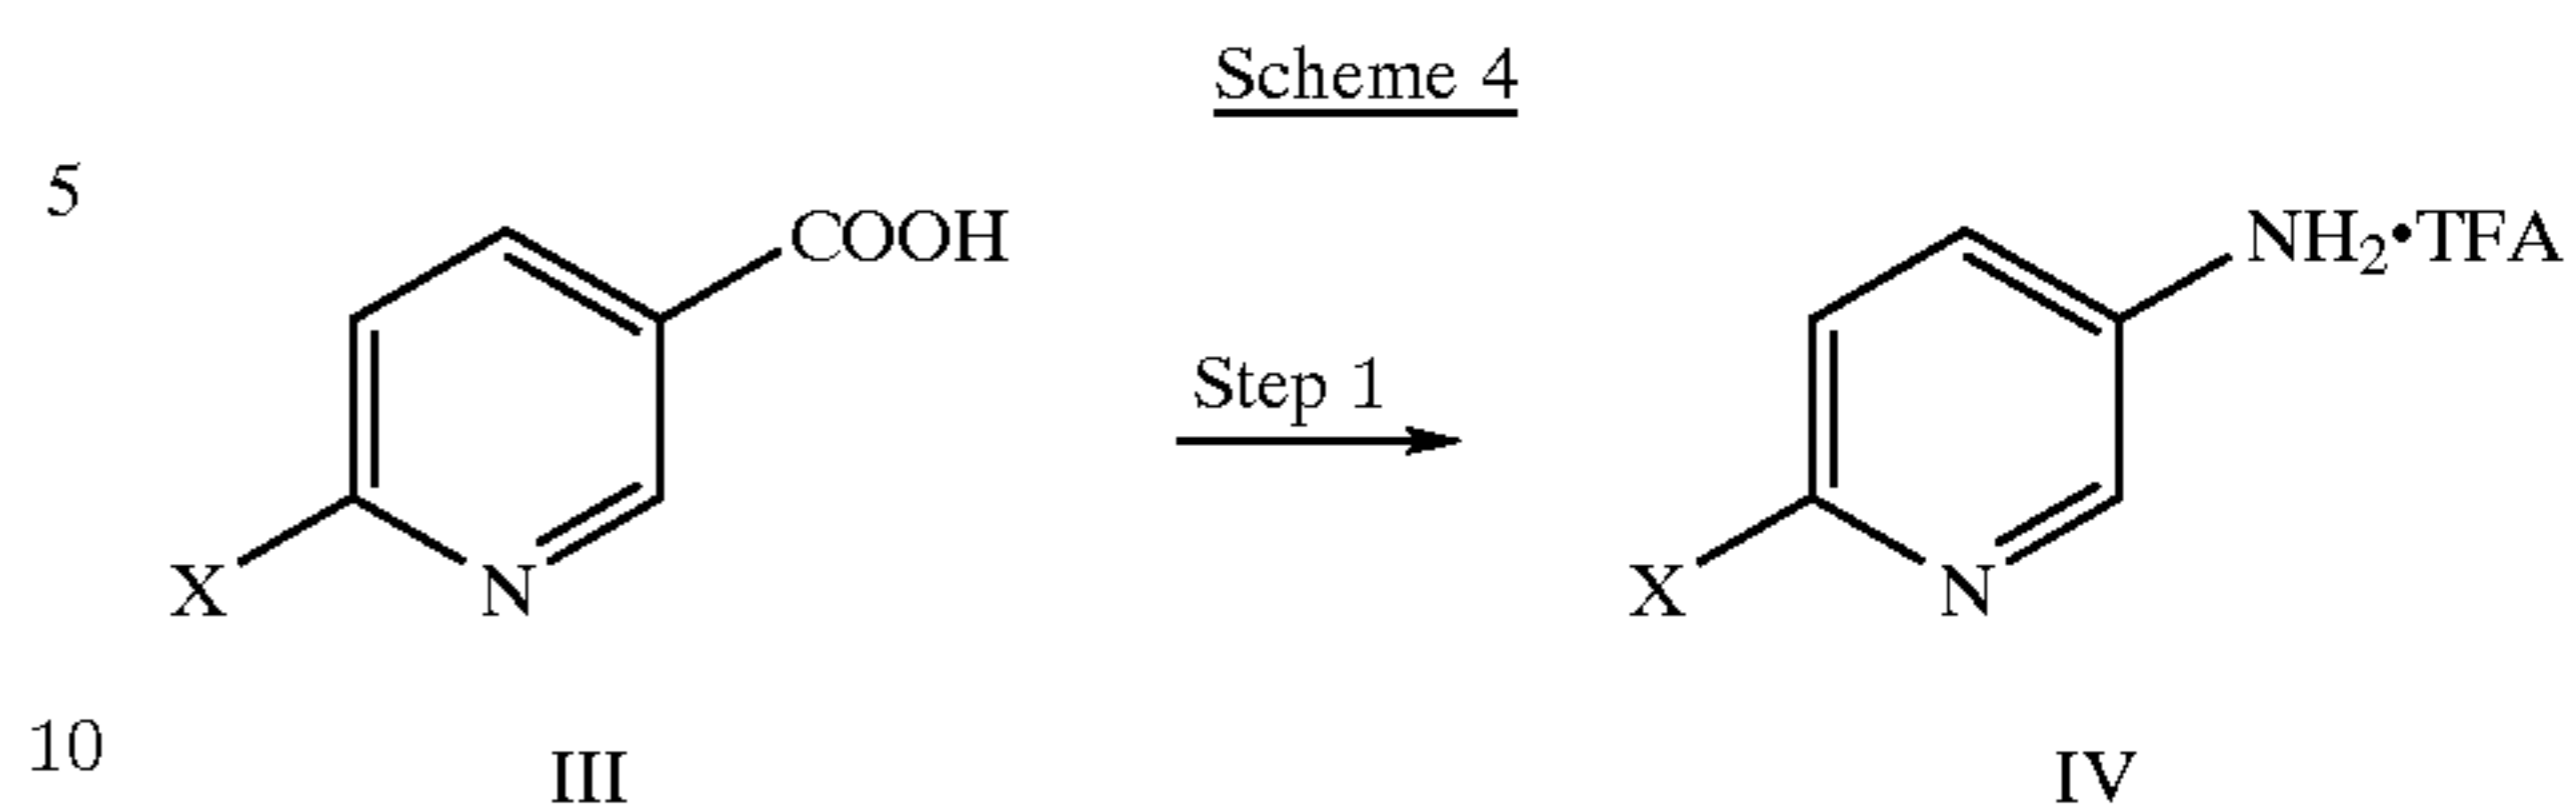 Scheme 4
5
COOH
NH₂•TFA
Step 1
X
N
X
N
10
III
IV